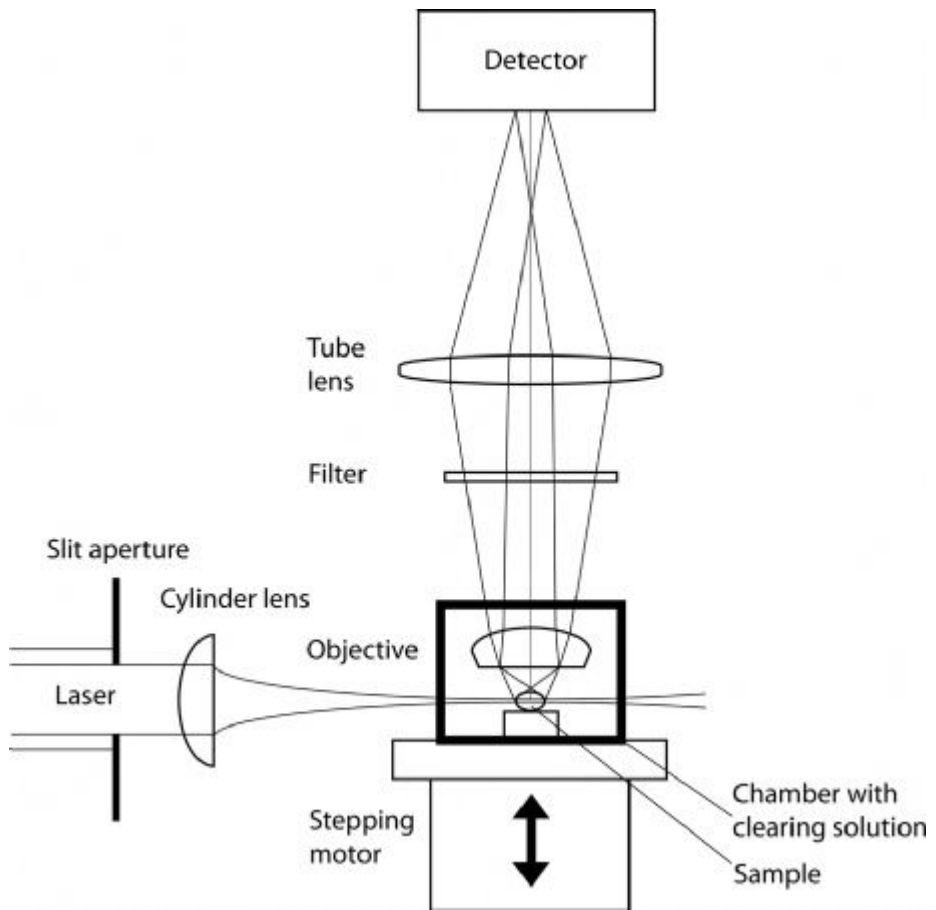 Detector
Tube
lens
Filter
Slit aperture
Cylinder lens
Objective
Laser
Stepping
motor
Chamber with
clearing solution
Sample